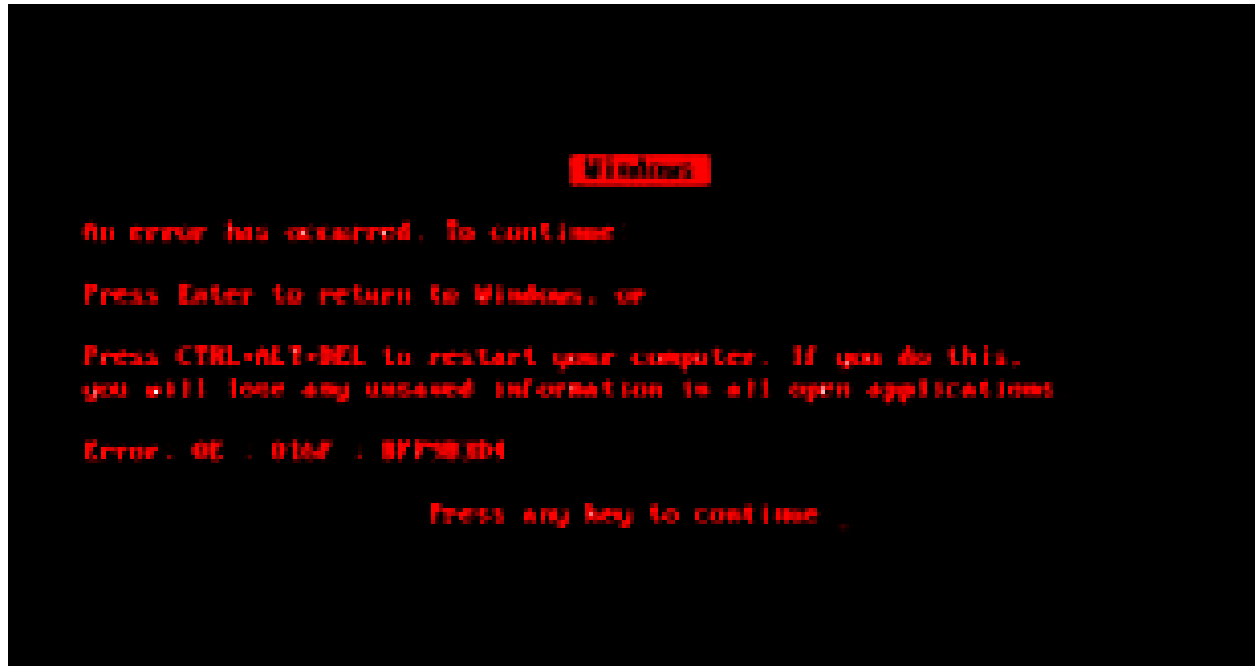 Windows
An error has occurred. To continue
Press Enter to return to Windows, or
Press CTRL+ALT+DEL to restart your computer. If you do this,
you will lose any unsaved information in all open applications
Error: 0E : 016F :
Press any key to continue _